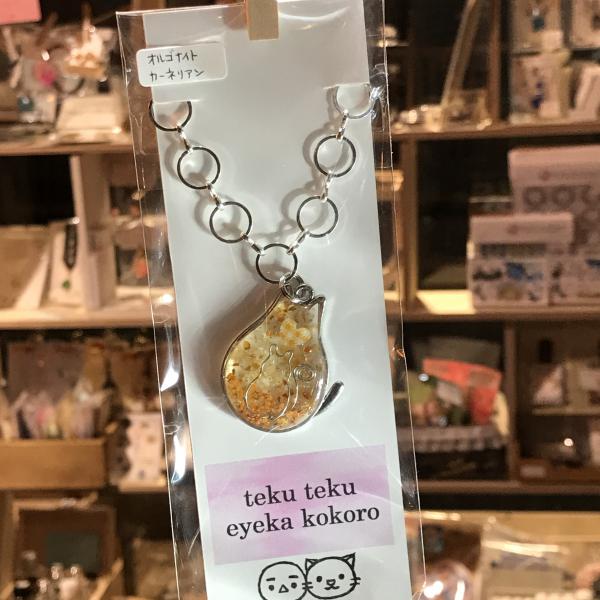 オルゴナイト
カーネリアン
teku teku
eyeka kokoro